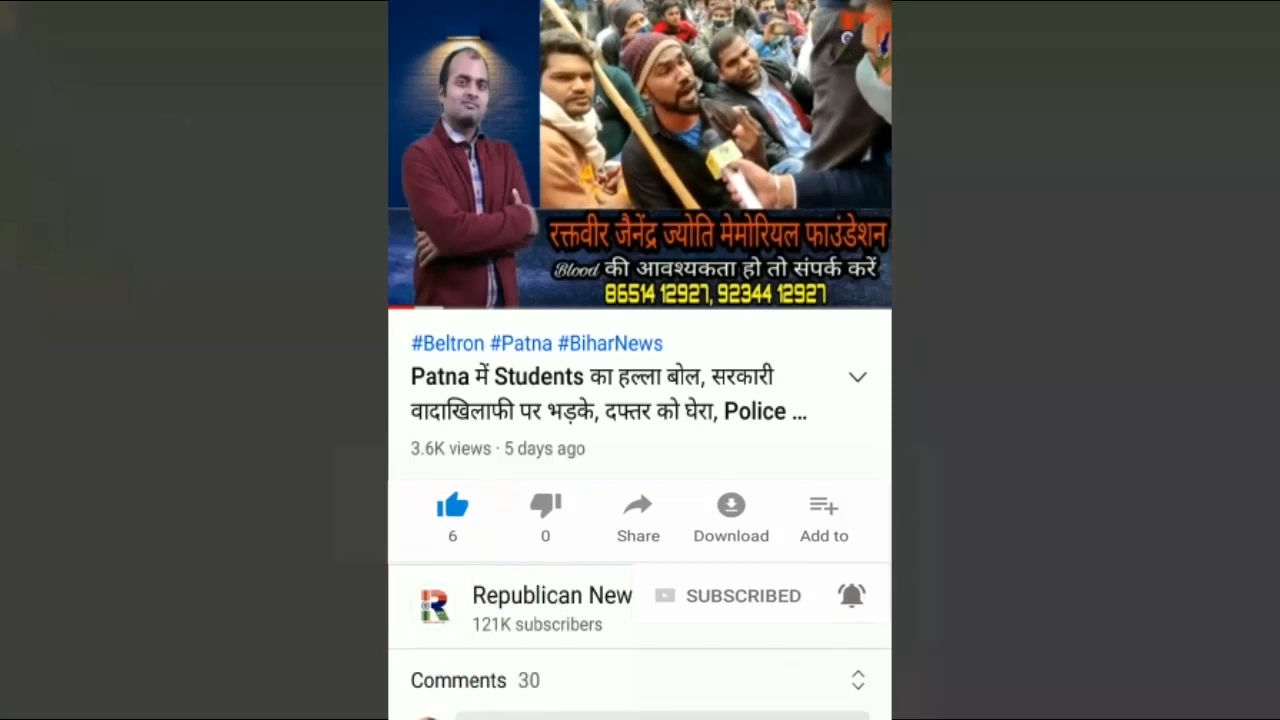 रक्तवीर जैनेंद्र ज्योति मेमोरियल फाउंडेशन
Blood की आवश्यकता हो तो संपर्क करें
86514 12927, 92344 12927
#Beltron #Patna #BiharNews
Patna में Students का हल्ला बोल, सरकारी
वादाखिलाफी पर भड़के, दफ्तर को घेरा, Police ...
3.6K views · 5 days ago
6
0
Share
Download
Add to
R
Republican New
SUBSCRIBED
121K subscribers
Comments 30